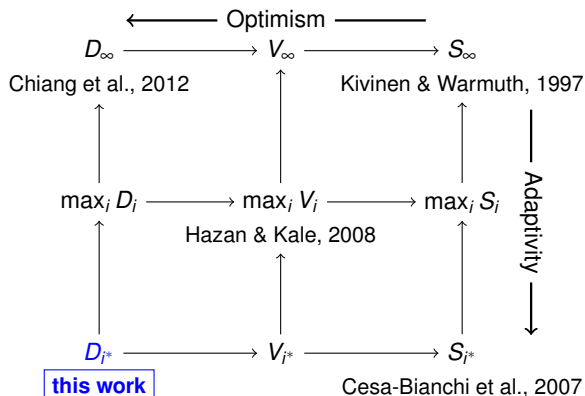 Optimism
D∞ V∞ S∞
Chiang et al., 2012 Kivinen & Warmuth, 1997
Adaptivity
maxᵢ Dᵢ maxᵢ Vᵢ maxᵢ Sᵢ
Hazan & Kale, 2008
Dᵢ* Vᵢ* Sᵢ*
this work Cesa-Bianchi et al., 2007